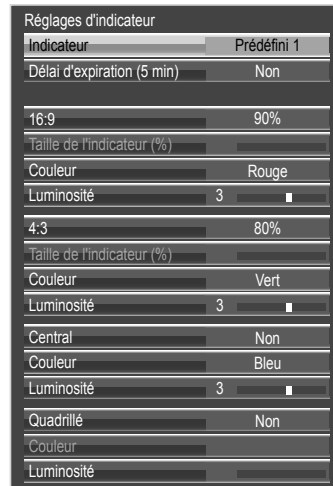 Réglages d'indicateur
Indicateur Prédéfini 1
Délai d'expiration (5 min) Non
16:9 90%
Taille de l'indicateur (%)
Couleur Rouge
Luminosité 3
4:3 80%
Taille de l'indicateur (%)
Couleur Vert
Luminosité 3
Central Non
Couleur Bleu
Luminosité 3
Quadrillé Non
Couleur
Luminosité